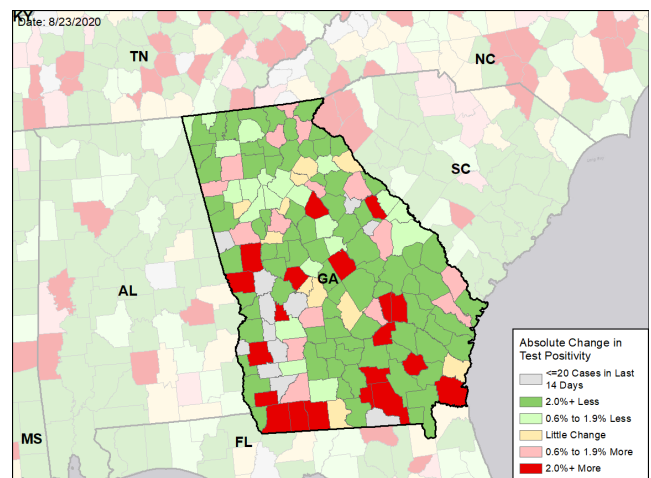 KY
Date: 8/23/2020
TN
NC
SC
AL
GA
MS
FL
Absolute Change in
Test Positivity
<=20 Cases in Last
14 Days
2.0%+ Less
0.6% to 1.9% Less
Little Change
0.6% to 1.9% More
2.0%+ More